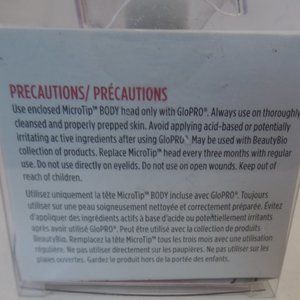 PRECAUTIONS/ PRÉCAUTIONS
Use enclosed MicroTip™ BODY head only with GloPRO®. Always use on thoroughly
cleansed and properly prepped skin. Avoid applying acid-based or potentially
irritating active ingredients after using GloPRO®. May be used with BeautyBio
collection of products. Replace MicroTip™ head every three months with regular
use. Do not use directly on eyelids. Do not use on open wounds. Keep out of
reach of children.
Utilisez uniquement la tête MicroTip™ BODY incluse avec GloPRO®. Toujours
utiliser sur une peau soigneusement nettoyée et correctement préparée. Évitez
d'appliquer des ingrédients actifs à base d'acide ou potentiellement irritants
après avoir utilisé GloPRO®. Peut être utilisé avec la collection de produits
BeautyBio. Remplacez la tête MicroTip™ tous les trois mois avec une utilisation
régulière. Ne pas utiliser directement sur les paupières. Ne pas utiliser sur les
plaies ouvertes. Gardez le produit hors de la portée des enfants.